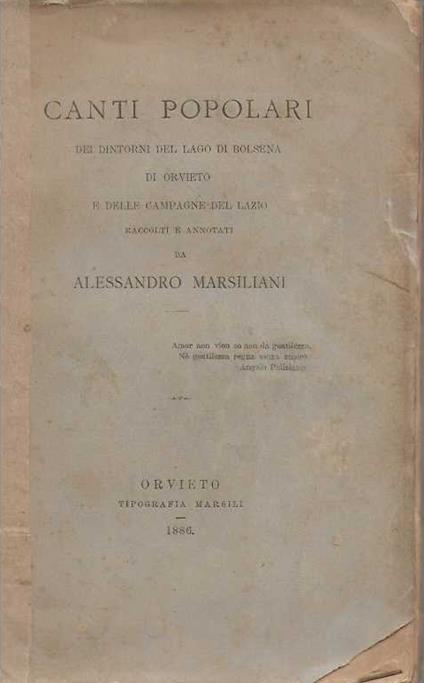 CANTI POPOLARI
DEI DINTORNI DEL LAGO DI BOLSENA
DI ORVIETO
E DELLE CAMPAGNE DEL LAZIO
RACCOLTI E ANNOTATI
DA
ALESSANDRO MARSILIANI
Amor non vien se non da gentilezza,
Nè gentilezza regna senza amore
Angelo Poliziano
ORVIETO
TIPOGRAFIA MARSILI
1886.